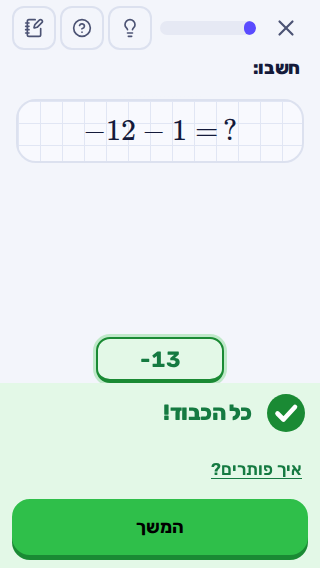 חשבו:
−12 − 1 = ?
-13
כל הכבוד!
איך פותרים?
המשך